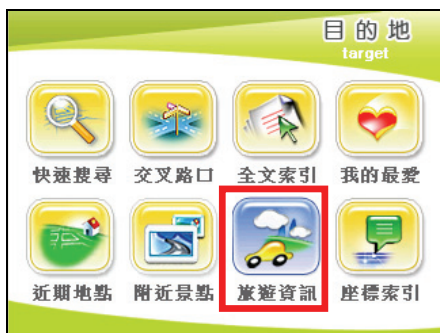 目的地
target
快速搜尋 交叉路口 全文索引 我的最愛
近期地點 附近景點 旅遊資訊 座標索引